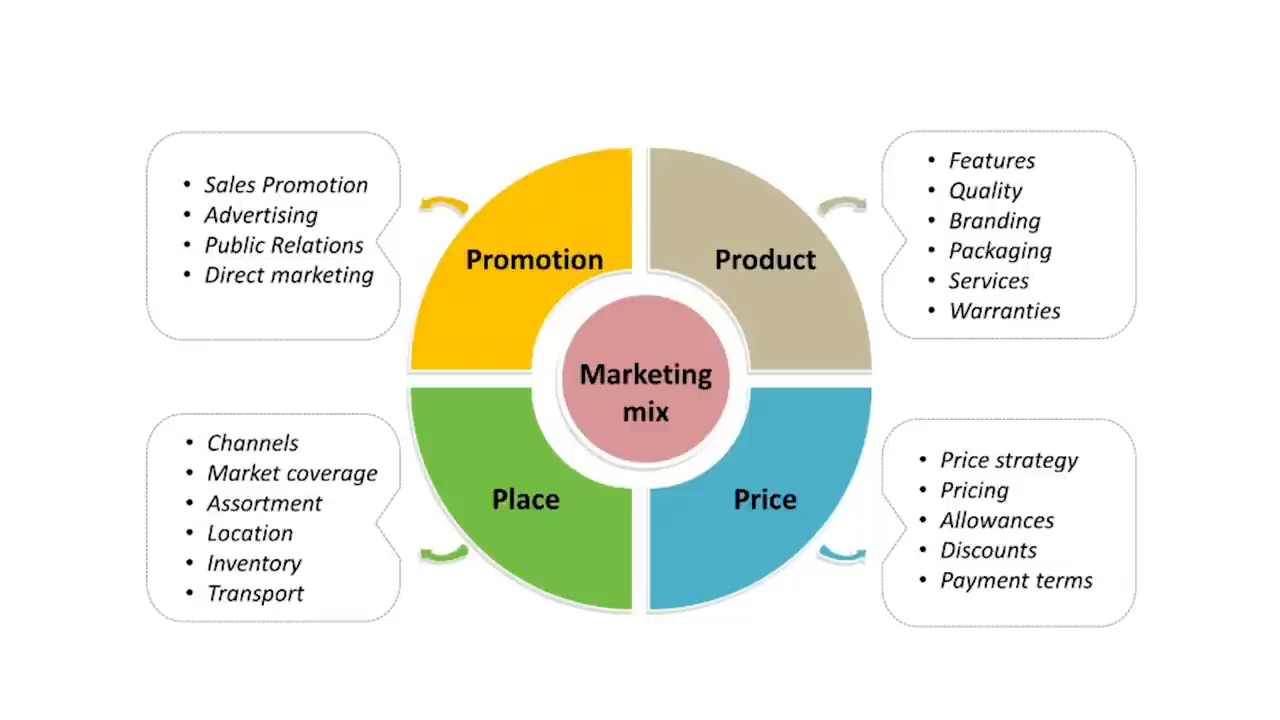 • Sales Promotion
• Advertising
• Public Relations
• Direct marketing
Promotion
Product
• Features
• Quality
• Branding
• Packaging
• Services
• Warranties
Marketing
mix
• Channels
• Market coverage
• Assortment
• Location
• Inventory
• Transport
Place
Price
• Price strategy
• Pricing
• Allowances
• Discounts
• Payment terms